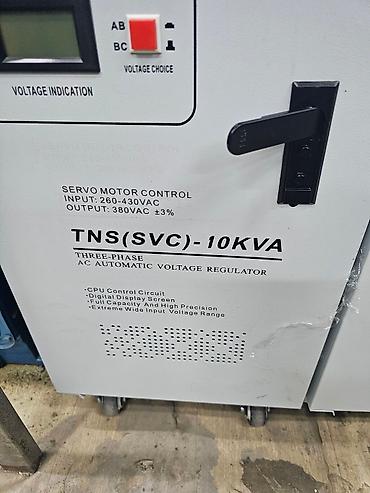 AB
BC
VOLTAGE CHOICE
VOLTAGE INDICATION
SERVO MOTOR CONTROL
INPUT: 260-430VAC
OUTPUT: 380VAC ±3%
TNS(SVC)-10KVA
THREE-PHASE
AC AUTOMATIC VOLTAGE REGULATOR
·CPU Control Circuit
·Digital Display Screen
·Full Capacity And High Precision
·Extreme Wide Input Voltage Range